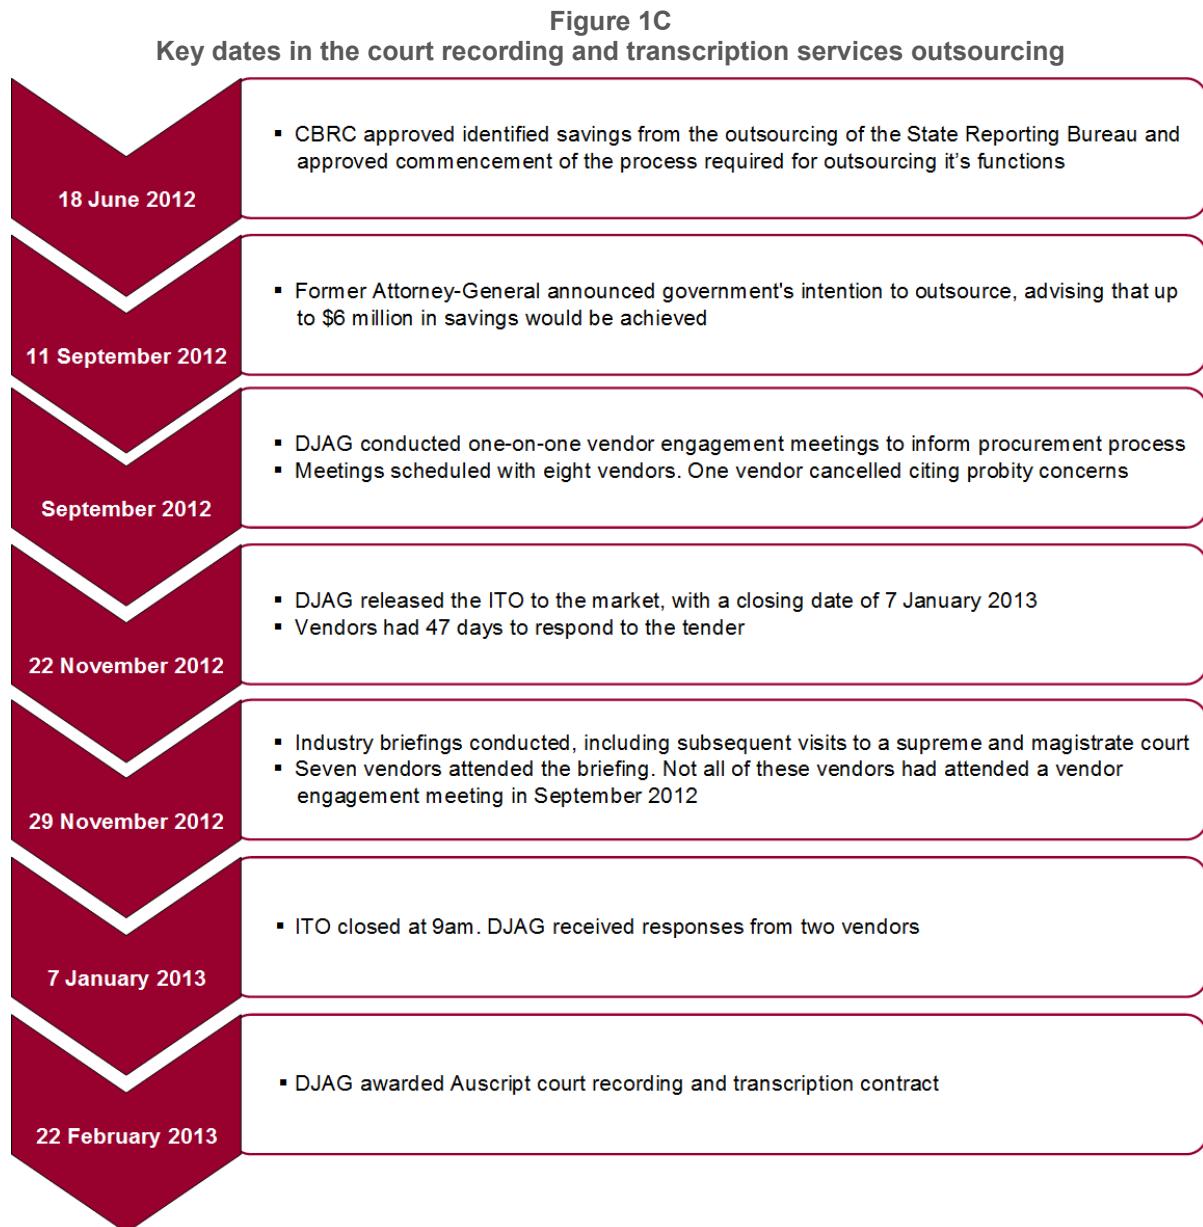 Figure 1C
Key dates in the court recording and transcription services outsourcing
18 June 2012
▪ CBRC approved identified savings from the outsourcing of the State Reporting Bureau and
approved commencement of the process required for outsourcing it's functions
11 September 2012
▪ Former Attorney-General announced government's intention to outsource, advising that up
to $6 million in savings would be achieved
September 2012
▪ DJAG conducted one-on-one vendor engagement meetings to inform procurement process
▪ Meetings scheduled with eight vendors. One vendor cancelled citing probity concerns
22 November 2012
▪ DJAG released the ITO to the market, with a closing date of 7 January 2013
▪ Vendors had 47 days to respond to the tender
29 November 2012
▪ Industry briefings conducted, including subsequent visits to a supreme and magistrate court
▪ Seven vendors attended the briefing. Not all of these vendors had attended a vendor
engagement meeting in September 2012
7 January 2013
▪ ITO closed at 9am. DJAG received responses from two vendors
22 February 2013
▪ DJAG awarded Auscript court recording and transcription contract